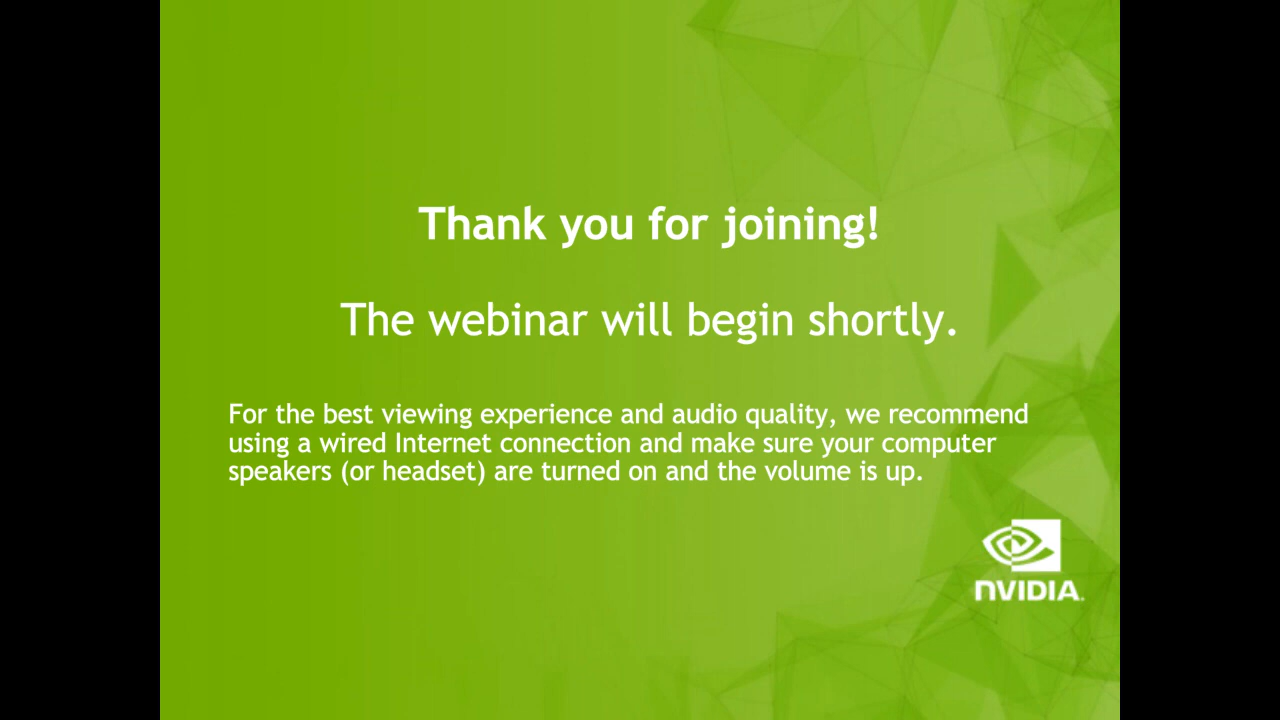 Thank you for joining!
The webinar will begin shortly.
For the best viewing experience and audio quality, we recommend
using a wired Internet connection and make sure your computer
speakers (or headset) are turned on and the volume is up.
NVIDIA.